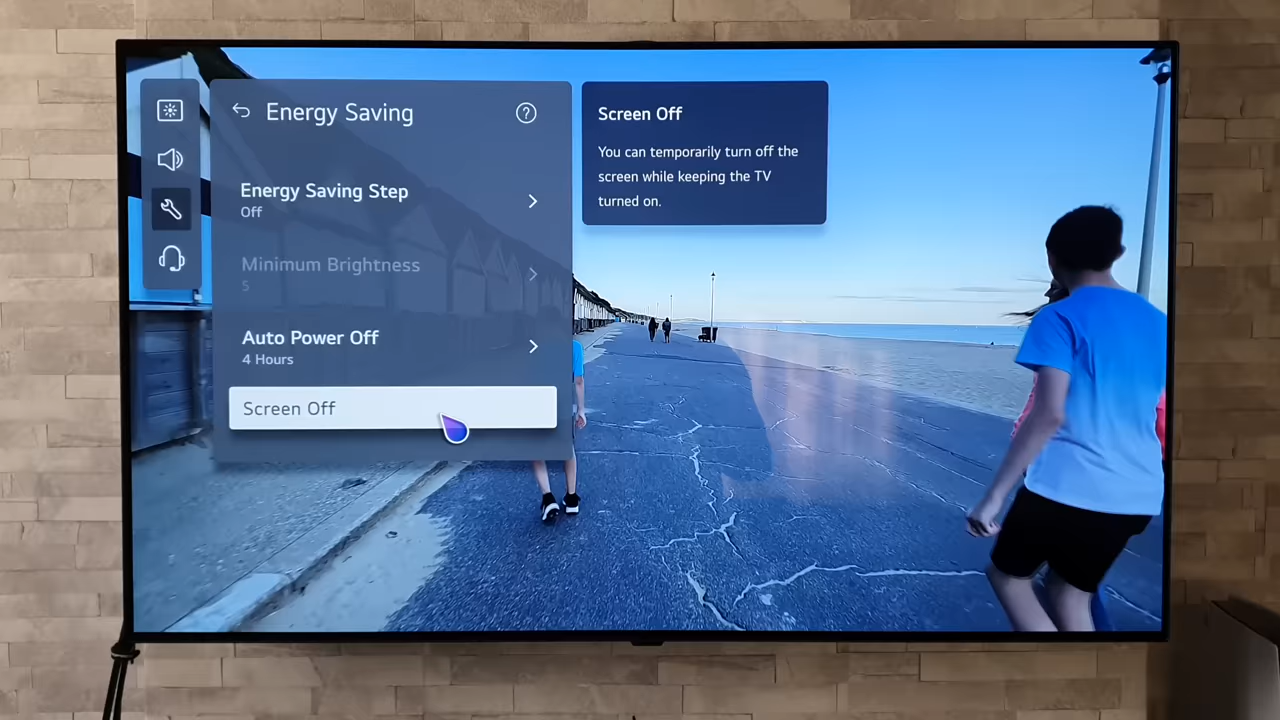 Energy Saving
?
Energy Saving Step
Off
Minimum Brightness
5
Auto Power Off
4 Hours
Screen Off
Screen Off
You can temporarily turn off the
screen while keeping the TV
turned on.